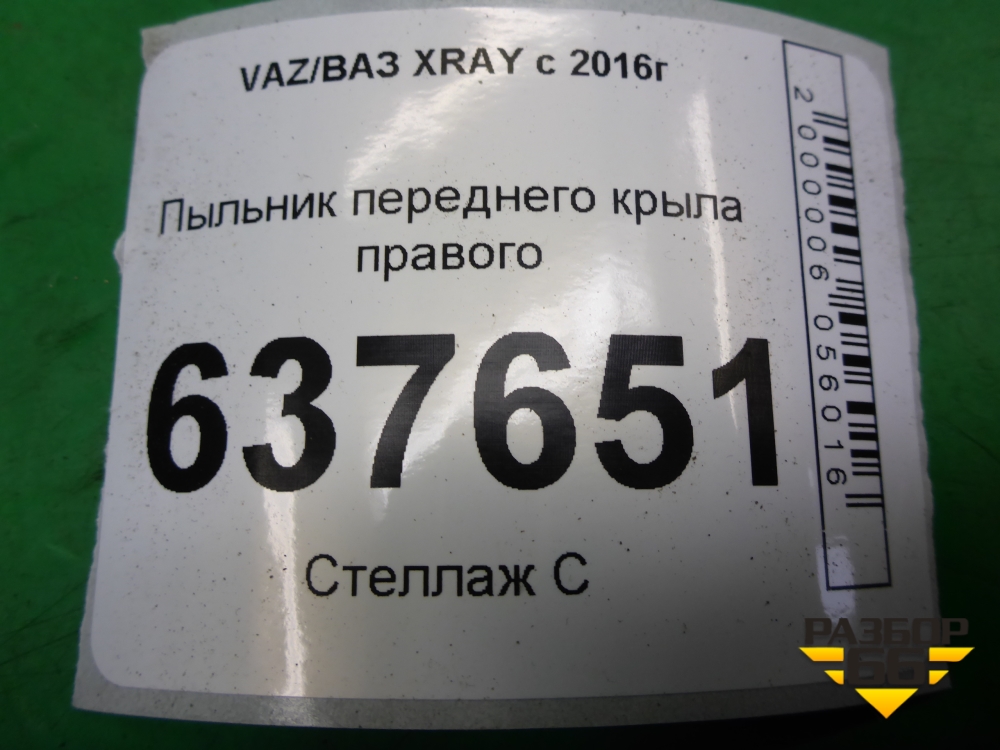 VAZ/ВАЗ XRAY с 2016г
Пыльник переднего крыла
правого
637651
Стеллаж С
2000006056016
РАЗБОР
66